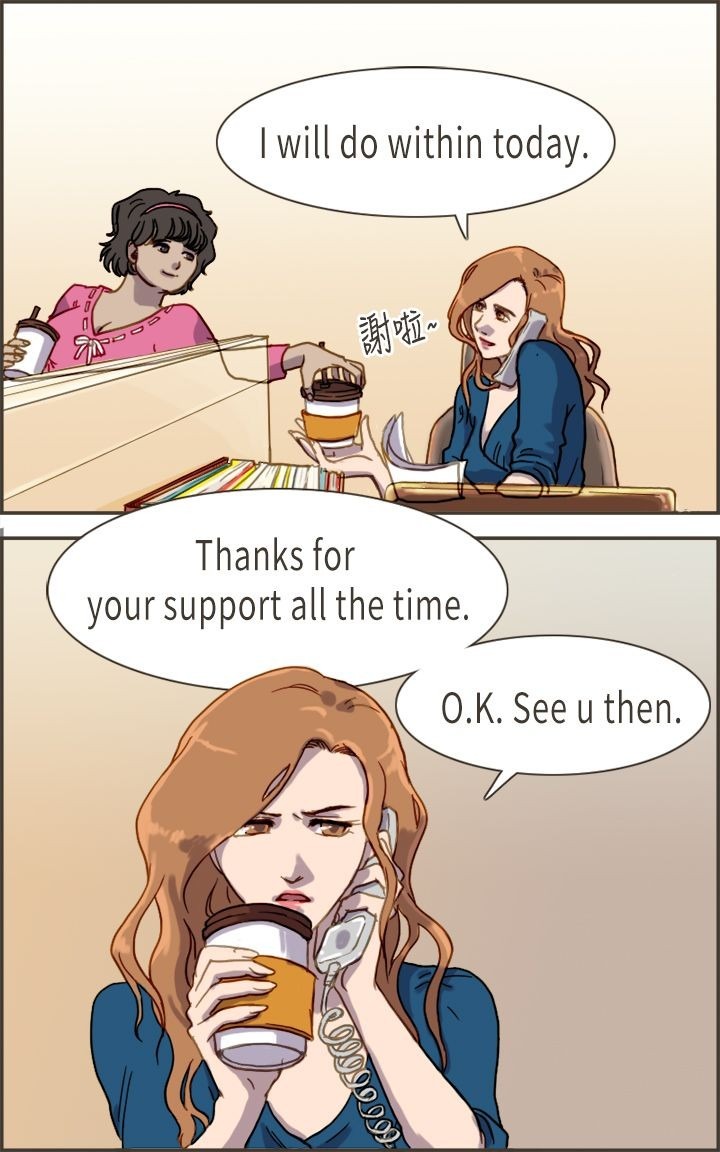 I will do within today.
謝啦~
Thanks for
your support all the time.
O.K. See u then.